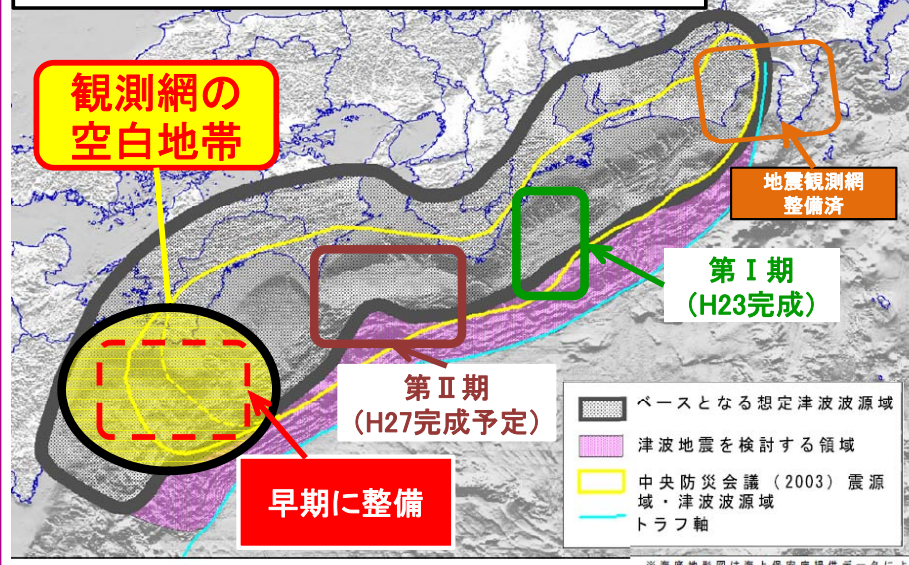 観測網の
空白地帯
地震観測網
整備済
第Ⅰ期
(H23完成)
第Ⅱ期
(H27完成予定)
早期に整備
ベースとなる想定津波波源域
津波地震を検討する領域
中央防災会議(2003)震源
域・津波波源域
トラフ軸